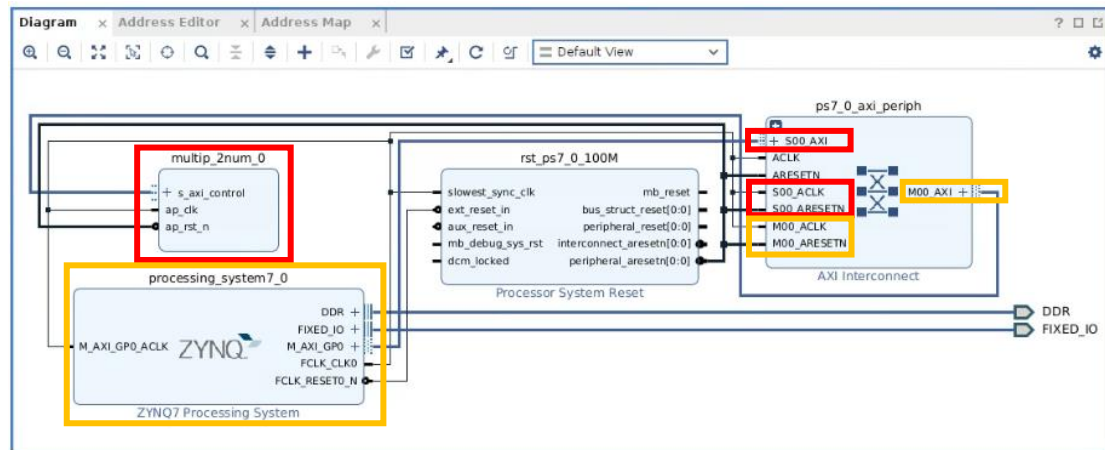 Diagram x Address Editor x Address Map x ?
Default View
ps7_0_axi_periph
multip_2num_0
rst_ps7_0_100M
+ S00_AXI
ACLK
ARESETN
S00_ACLK
M00_AXI +
S00_ARESETN
M00_ACLK
M00_ARESETN
AXI Interconnect
+ s_axi_control
ap_clk
ap_rst_n
slowest_sync_clk
ext_reset_in
aux_reset_in
mb_debug_sys_rst
dcm_locked
mb_reset
bus_struct_reset[0:0]
peripheral_reset[0:0]
interconnect_aresetn[0:0]
peripheral_aresetn[0:0]
Processor System Reset
processing_system7_0
DDR +
FIXED_IO +
M_AXI_GP0_ACLK
ZYNQ
M_AXI_GP0 +
FCLK_CLK0
FCLK_RESET0_N
ZYNQ7 Processing System
DDR
FIXED_IO